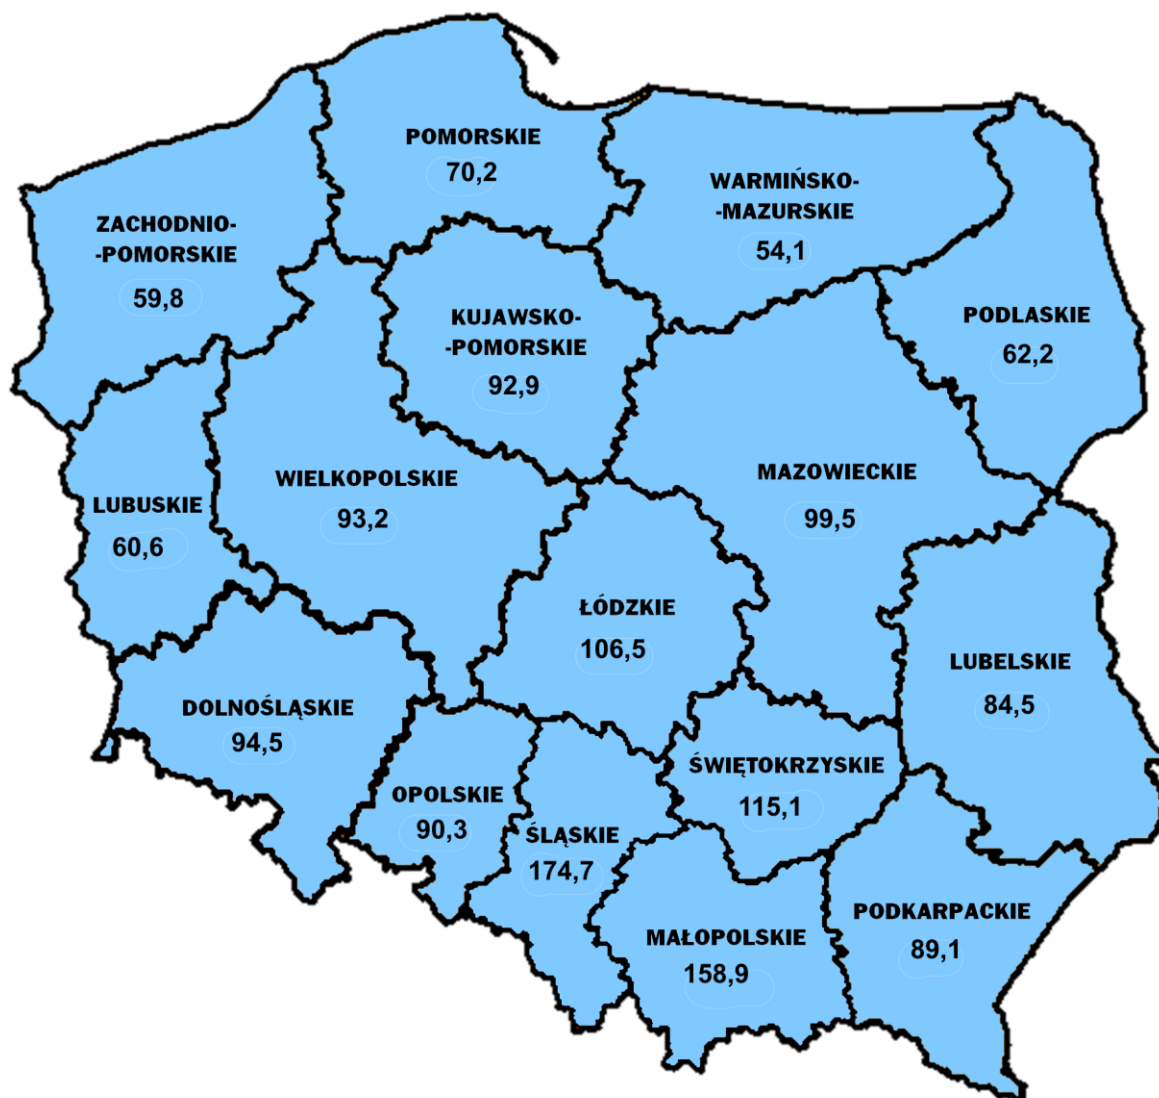 POMORSKIE
70,2
WARMIŃSKO-
-MAZURSKIE
54,1
ZACHODNIO-
-POMORSKIE
59,8
KUJAWSKO-
-POMORSKIE
92,9
PODLASKIE
62,2
LUBUSKIE
60,6
WIELKOPOLSKIE
93,2
MAZOWIECKIE
99,5
ŁÓDZKIE
106,5
LUBELSKIE
84,5
DOLNOŚLĄSKIE
94,5
OPOLSKIE
90,3
ŚLĄSKIE
174,7
ŚWIĘTOKRZYSKIE
115,1
MAŁOPOLSKIE
158,9
PODKARPACKIE
89,1